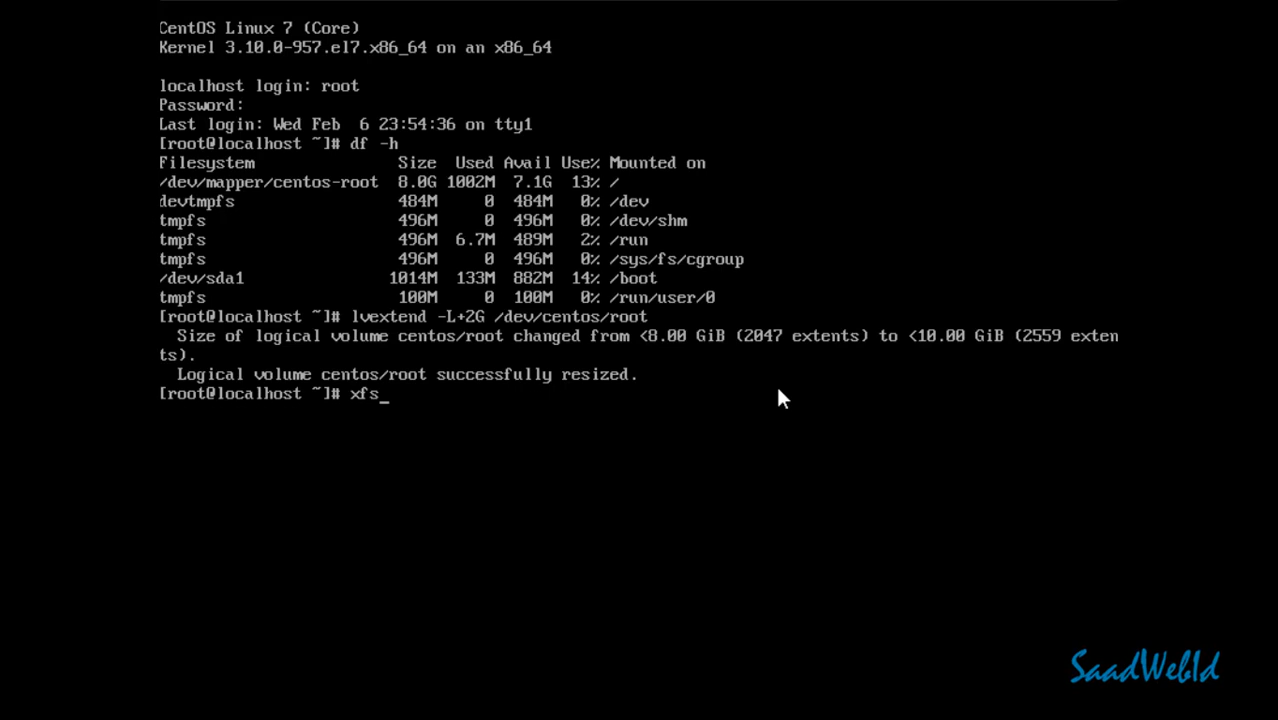 CentOS Linux 7 (Core)
Kernel 3.10.0-957.el7.x86_64 on an x86_64
localhost login: root
Password:
Last login: Wed Feb  6 23:54:36 on tty1
[root@localhost ~]# df -h
Filesystem               Size  Used Avail Use% Mounted on
/dev/mapper/centos-root  8.0G 1002M  7.1G  13% /
devtmpfs                 484M     0  484M   0% /dev
tmpfs                    496M     0  496M   0% /dev/shm
tmpfs                    496M  6.7M  489M   2% /run
tmpfs                    496M     0  496M   0% /sys/fs/cgroup
/dev/sda1               1014M  133M  882M  14% /boot
tmpfs                    100M     0  100M   0% /run/user/0
[root@localhost ~]# lvextend -L+2G /dev/centos/root
  Size of logical volume centos/root changed from <8.00 GiB (2047 extents) to <10.00 GiB (2559 exten
ts).
  Logical volume centos/root successfully resized.
[root@localhost ~]# xfs_
SaadWebId